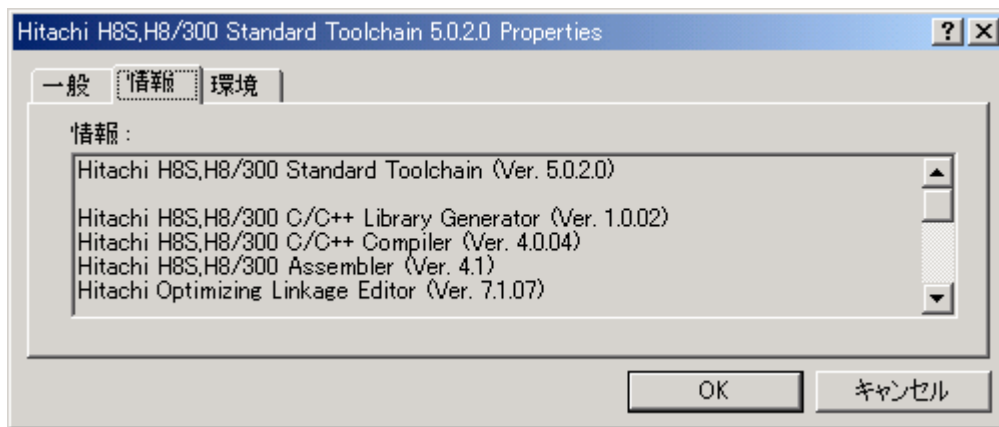 Hitachi H8S,H8/300 Standard Toolchain 5.0.2.0 Properties
一般 情報 環境
情報 :
Hitachi H8S,H8/300 Standard Toolchain (Ver. 5.0.2.0)
Hitachi H8S,H8/300 C/C++ Library Generator (Ver. 1.0.02)
Hitachi H8S,H8/300 C/C++ Compiler (Ver. 4.0.04)
Hitachi H8S,H8/300 Assembler (Ver. 4.1)
Hitachi Optimizing Linkage Editor (Ver. 7.1.07)
OK キャンセル